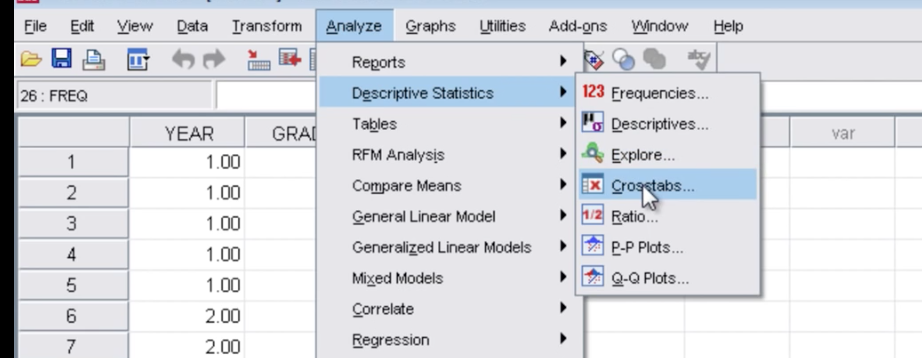 File Edit View Data Transform Analyze Graphs Utilities Add-ons Window Help
Reports
26 : FREQ
Descriptive Statistics
123 Frequencies...
Tables
Descriptives...
YEAR GRAD var
RFM Analysis
Explore...
1 1.00
Compare Means
Crosstabs...
2 1.00
General Linear Model
1/2 Ratio...
3 1.00
Generalized Linear Models
P-P Plots...
4 1.00
Mixed Models
Q-Q Plots...
5 1.00
Correlate
6 2.00
Regression
7 2.00